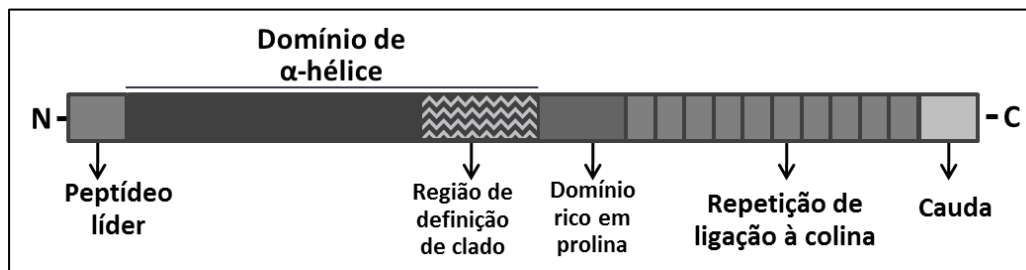 Domínio de
α-hélice
N-
-C
Peptídeo
líder
Região de
definição
de clado
Domínio
rico em
prolina
Repetição de
ligação à colina
Cauda